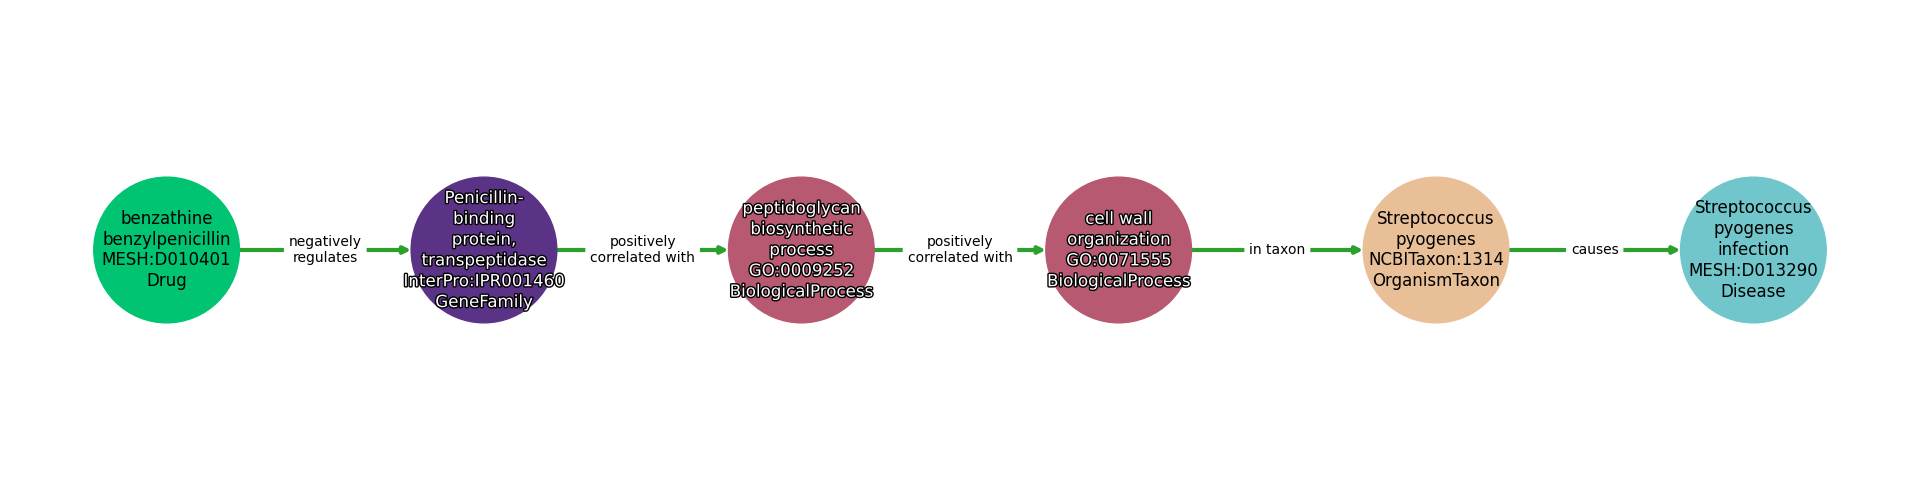 benzathine
benzylpenicillin
MESH:D010401
Drug
negatively
regulates
Penicillin-
binding
protein,
transpeptidase
InterPro:IPR001460
GeneFamily
positively
correlated with
peptidoglycan
biosynthetic
process
GO:0009252
BiologicalProcess
positively
correlated with
cell wall
organization
GO:0071555
BiologicalProcess
in taxon
Streptococcus
pyogenes
NCBITaxon:1314
OrganismTaxon
causes
Streptococcus
pyogenes
infection
MESH:D013290
Disease